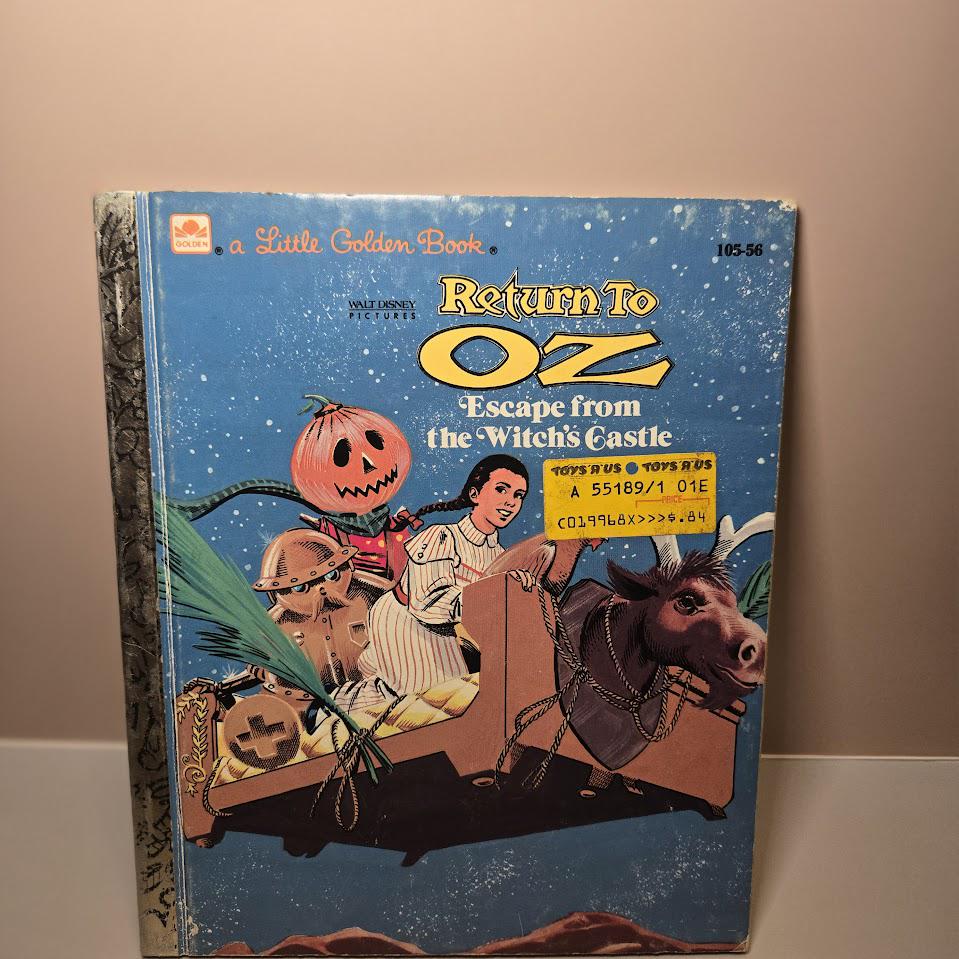 GOLDEN
® a Little Golden Book ®
105-56
WALT DISNEY
PICTURES
Return To
OZ
Escape from
the Witch's Castle
TOYS "R" US TOYS "R" US
A 55189/1 01E
PRICE
C019968X>>>$.84